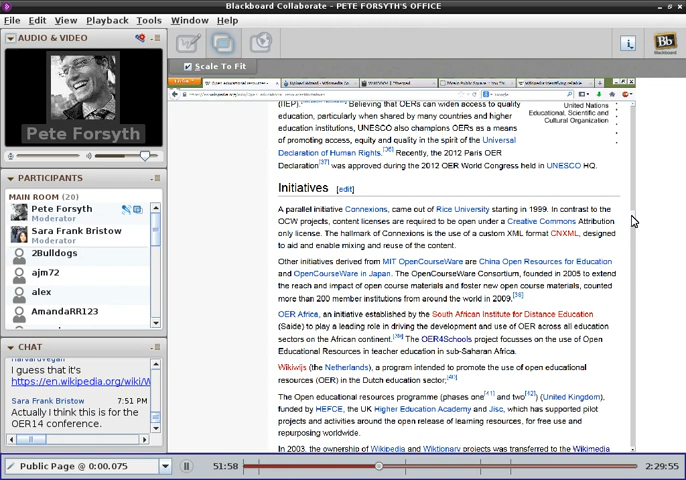 Blackboard Collaborate - PETE FORSYTH'S OFFICE
File Edit View Playback Tools Window Help
AUDIO & VIDEO
Pete Forsyth
PARTICIPANTS
MAIN ROOM (20)
Pete Forsyth
Moderator
Sara Frank Bristow
Moderator
2Bulldogs
ajm72
alex
AmandaRR123
CHAT
I guess that it's
https://en.wikipedia.org/wiki/W
Sara Frank Bristow 7:51 PM
Actually I think this is for the
OER14 conference.
Scale To Fit
i
Bb
(IIEP). Believing that OERs can widen access to quality
education, particularly when shared by many countries and higher
education institutions, UNESCO also champions OERs as a means
of promoting access, equity and quality in the spirit of the Universal
Declaration of Human Rights.[36] Recently, the 2012 Paris OER
Declaration[37] was approved during the 2012 OER World Congress held in UNESCO HQ.
United Nations
Educational, Scientific and
Cultural Organization
Initiatives [edit]
A parallel initiative Connexions, came out of Rice University starting in 1999. In contrast to the
OCW projects, content licenses are required to be open under a Creative Commons Attribution
only license. The hallmark of Connexions is the use of a custom XML format CNXML, designed
to aid and enable mixing and reuse of the content.
Other initiatives derived from MIT OpenCourseWare are China Open Resources for Education
and OpenCourseWare in Japan. The OpenCourseWare Consortium, founded in 2005 to extend
the reach and impact of open course materials and foster new open course materials, counted
more than 200 member institutions from around the world in 2009.[38]
OER Africa, an initiative established by the South African Institute for Distance Education
(Saide) to play a leading role in driving the development and use of OER across all education
sectors on the African continent.[39] The OER4Schools project focusses on the use of Open
Educational Resources in teacher education in sub-Saharan Africa.
Wikiwijs (the Netherlands), a program intended to promote the use of open educational
resources (OER) in the Dutch education sector;[40]
The Open educational resources programme (phases one[41] and two[42]) (United Kingdom),
funded by HEFCE, the UK Higher Education Academy and Jisc, which has supported pilot
projects and activities around the open release of learning resources, for free use and
repurposing worldwide.
In 2003, the ownership of Wikipedia and Wiktionary projects was transferred to the Wikimedia
Public Page @ 0:00.075
51:58
2:29:55